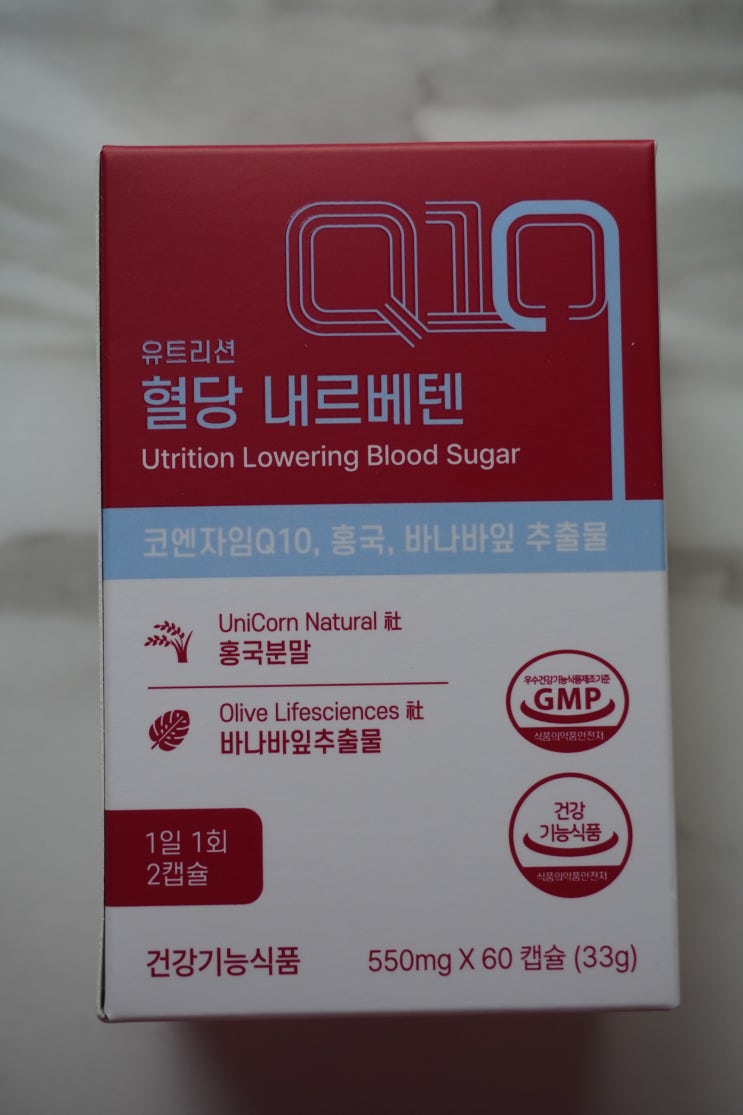 Q10
유트리션
혈당 내르베텐
Utrition Lowering Blood Sugar
코엔자임Q10, 홍국, 바나바잎 추출물
UniCorn Natural 社
홍국분말
Olive Lifesciences 社
바나바잎추출물
우수건강기능식품제조기준
GMP
식품의약품안전처
건강
기능식품
식품의약품안전처
1일 1회
2캡슐
건강기능식품
550mg X 60 캡슐 (33g)